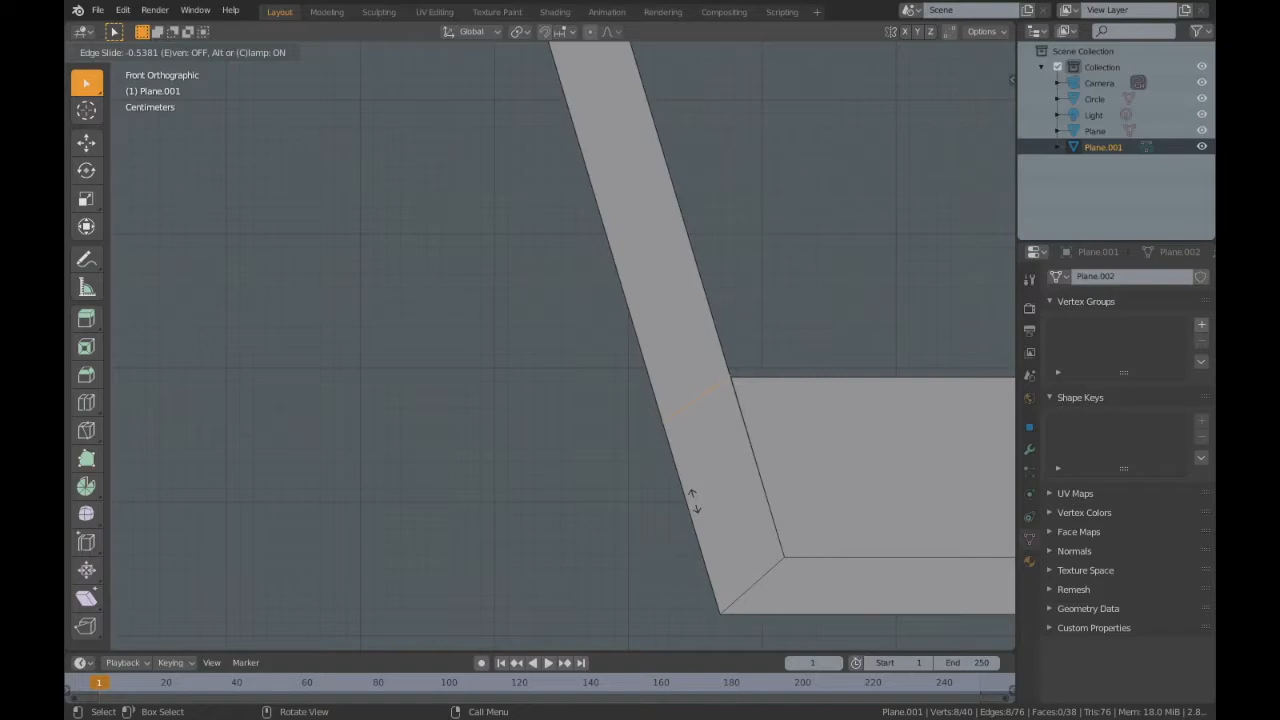 File Edit Render Window Help Layout Modeling Sculpting UV Editing Texture Paint Shading Animation Rendering Compositing Scripting + Scene View Layer
Global Options X Y Z
Edge Slide: -0.5381 (E)ven: OFF, Alt or (C)lamp: ON
Front Orthographic
(1) Plane.001
Centimeters
Scene Collection
Collection
Camera
Circle
Light
Plane
Plane.001
Plane.001 Plane.002
Plane.002
Vertex Groups
Shape Keys
UV Maps
Vertex Colors
Face Maps
Normals
Texture Space
Remesh
Geometry Data
Custom Properties
Playback Keying View Marker 1 Start 1 End 250
1 20 40 60 80 100 120 140 160 180 200 220 240
Select Box Select Rotate View Call Menu Plane.001 | Verts:8/40 | Edges:8/76 | Faces:0/38 | Tris:76 | Mem: 18.0 MiB | 2.8...